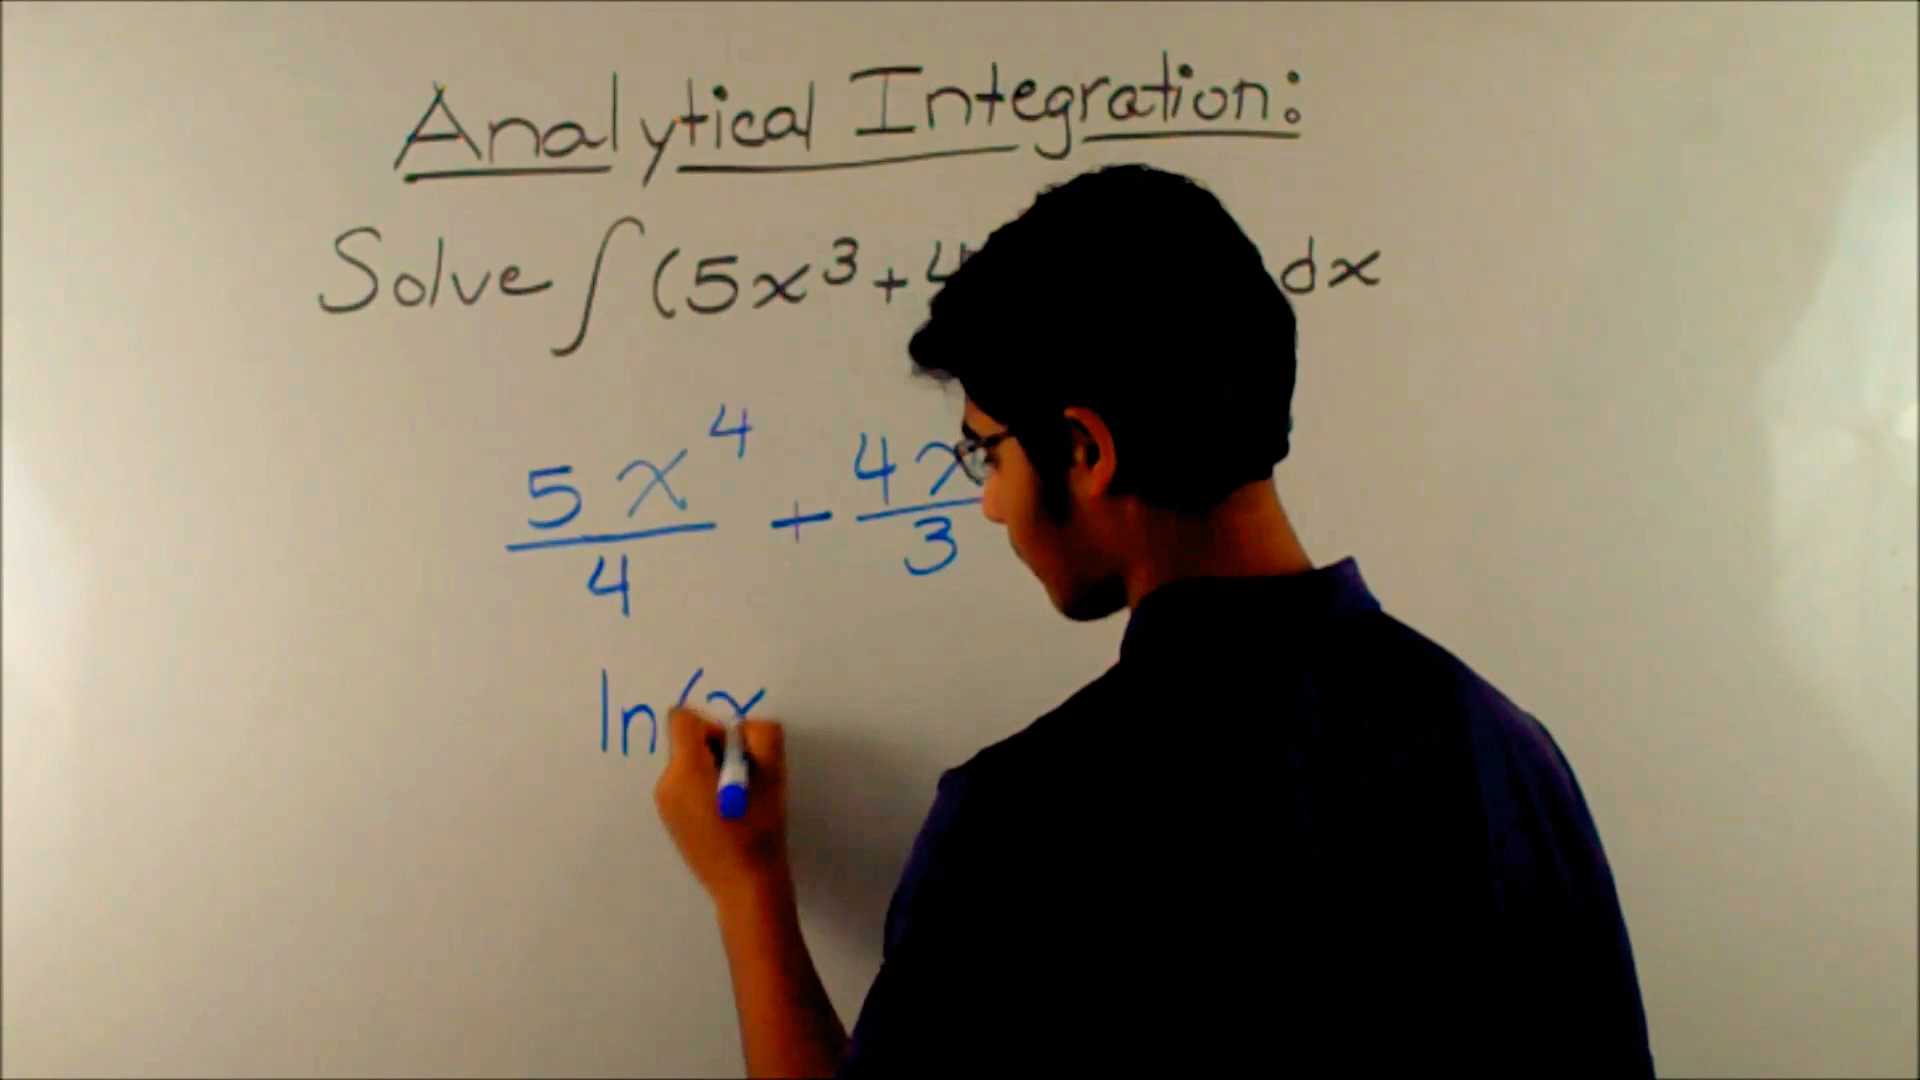 Analytical Integration:
Solve ∫ (5x³ + 4 dx
5x⁴/4 + 4x/3
ln(x